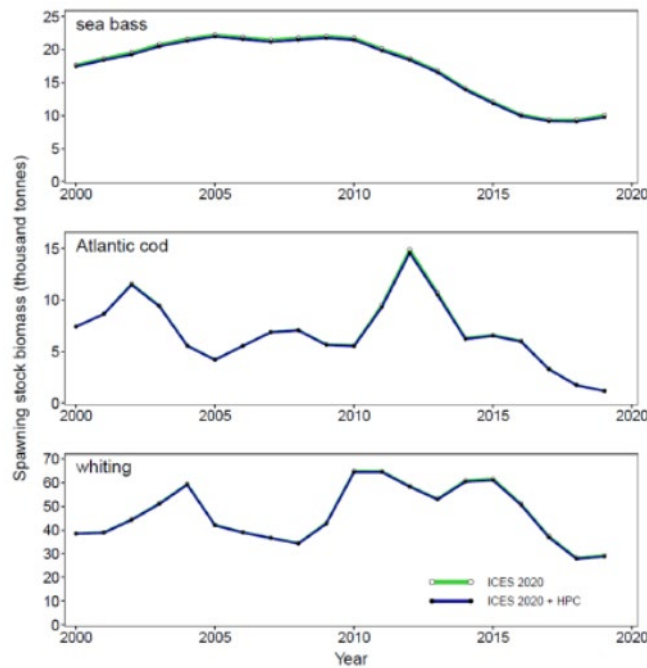 Spawning stock biomass (thousand tonnes)
sea bass
25
20
15
10
5
0
2000 2005 2010 2015 2020
Atlantic cod
15
10
5
0
2000 2005 2010 2015 2020
whiting
70
60
50
40
30
20
10
0
ICES 2020
ICES 2020 + HPC
2000 2005 2010 2015 2020
Year